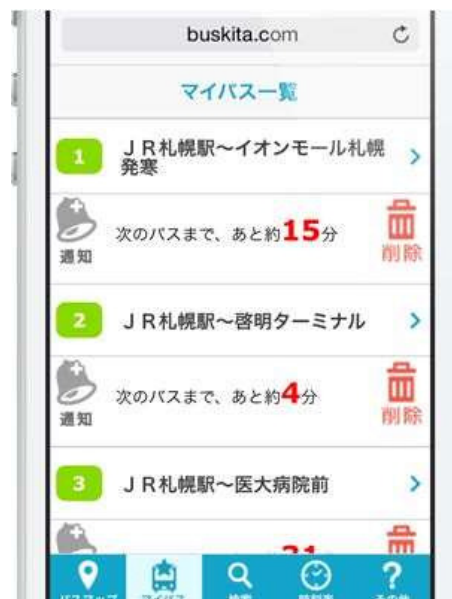 buskita.com
マイバス一覧
1
JR札幌駅～イオンモール札幌
発寒
次のバスまで、あと約15分
通知
削除
2
JR札幌駅～啓明ターミナル
次のバスまで、あと約4分
通知
削除
3
JR札幌駅～医大病院前